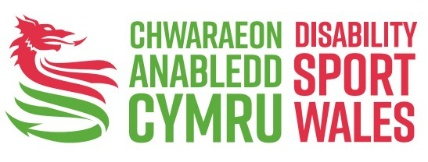 CHWARAEON
ANABLEDD
CYMRU
DISABILITY
SPORT
WALES